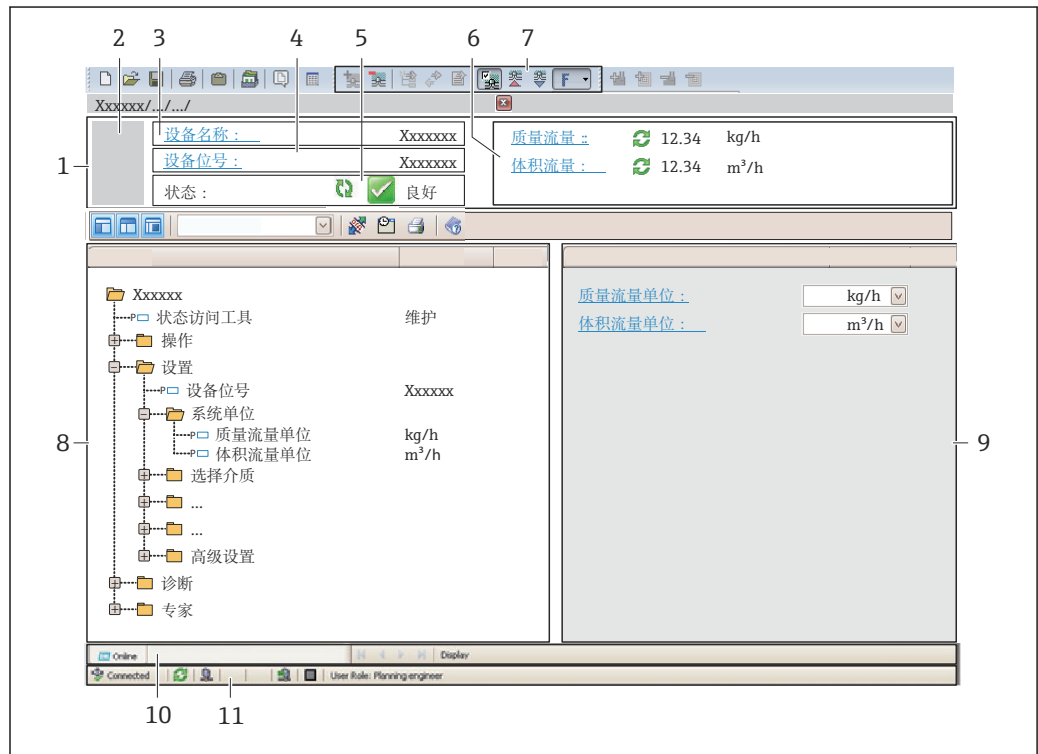 2 3 4 5 6 7
F
Xxxxxx/.../.../
设备名称： Xxxxxxx
设备位号： Xxxxxxx
状态： 良好
质量流量:: 12.34 kg/h
体积流量： 12.34 m³/h
1
Xxxxxx
P 状态访问工具 维护
操作
设置
P 设备位号 Xxxxxx
系统单位
P 质量流量单位 kg/h
P 体积流量单位 m³/h
选择介质
...
...
高级设置
诊断
专家
8
质量流量单位： kg/h
体积流量单位： m³/h
9
Online Display
Connected User Role: Planning engineer
10 11